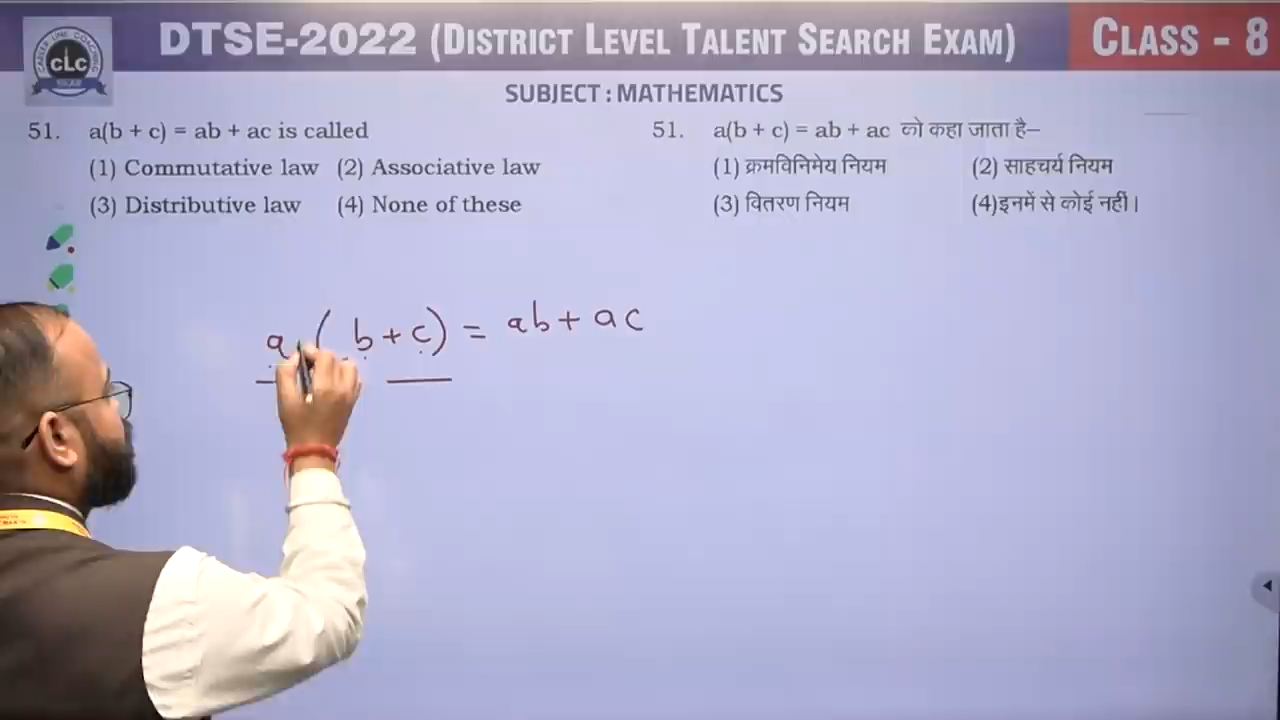 CLC
DTSE-2022 (DISTRICT LEVEL TALENT SEARCH EXAM)
CLASS - 8
SUBJECT : MATHEMATICS
51. a(b + c) = ab + ac is called
(1) Commutative law (2) Associative law
(3) Distributive law (4) None of these
51. a(b + c) = ab + ac को कहा जाता है–
(1) क्रमविनिमेय नियम (2) साहचर्य नियम
(3) वितरण नियम (4)इनमें से कोई नहीं।
a ( b + c ) = ab + ac